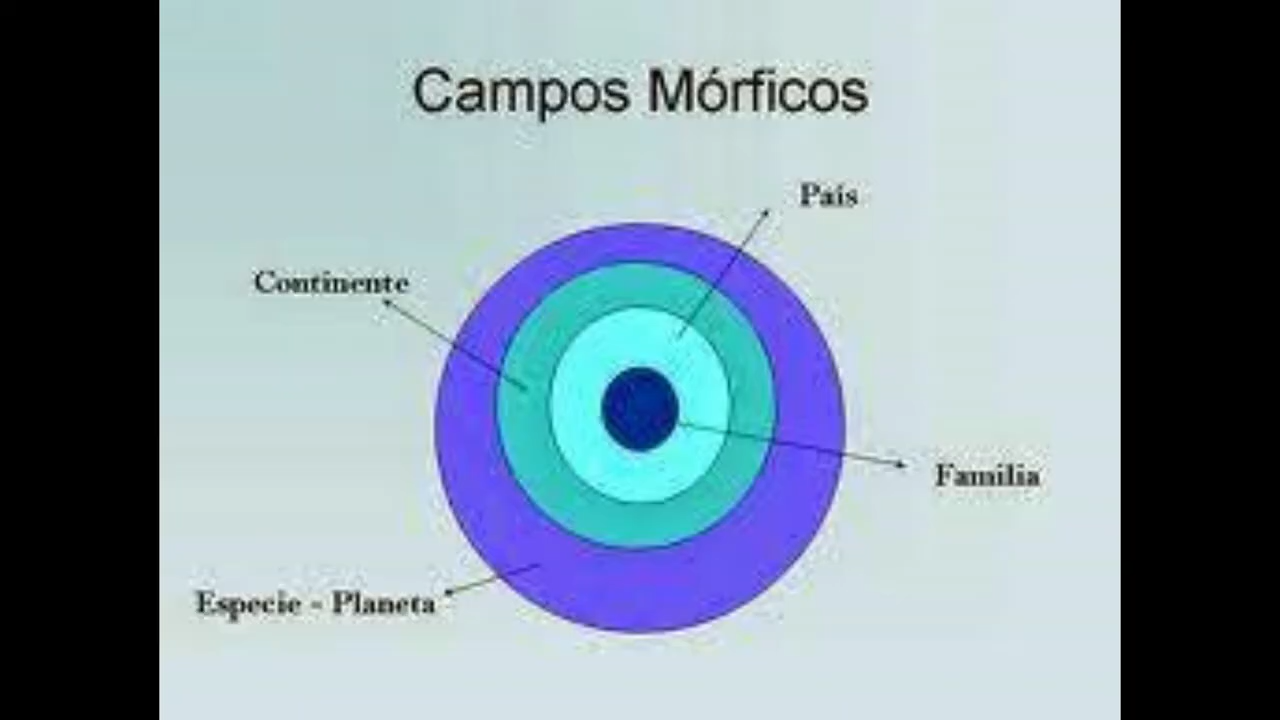 Campos Mórficos
País
Continente
Familia
Especie - Planeta